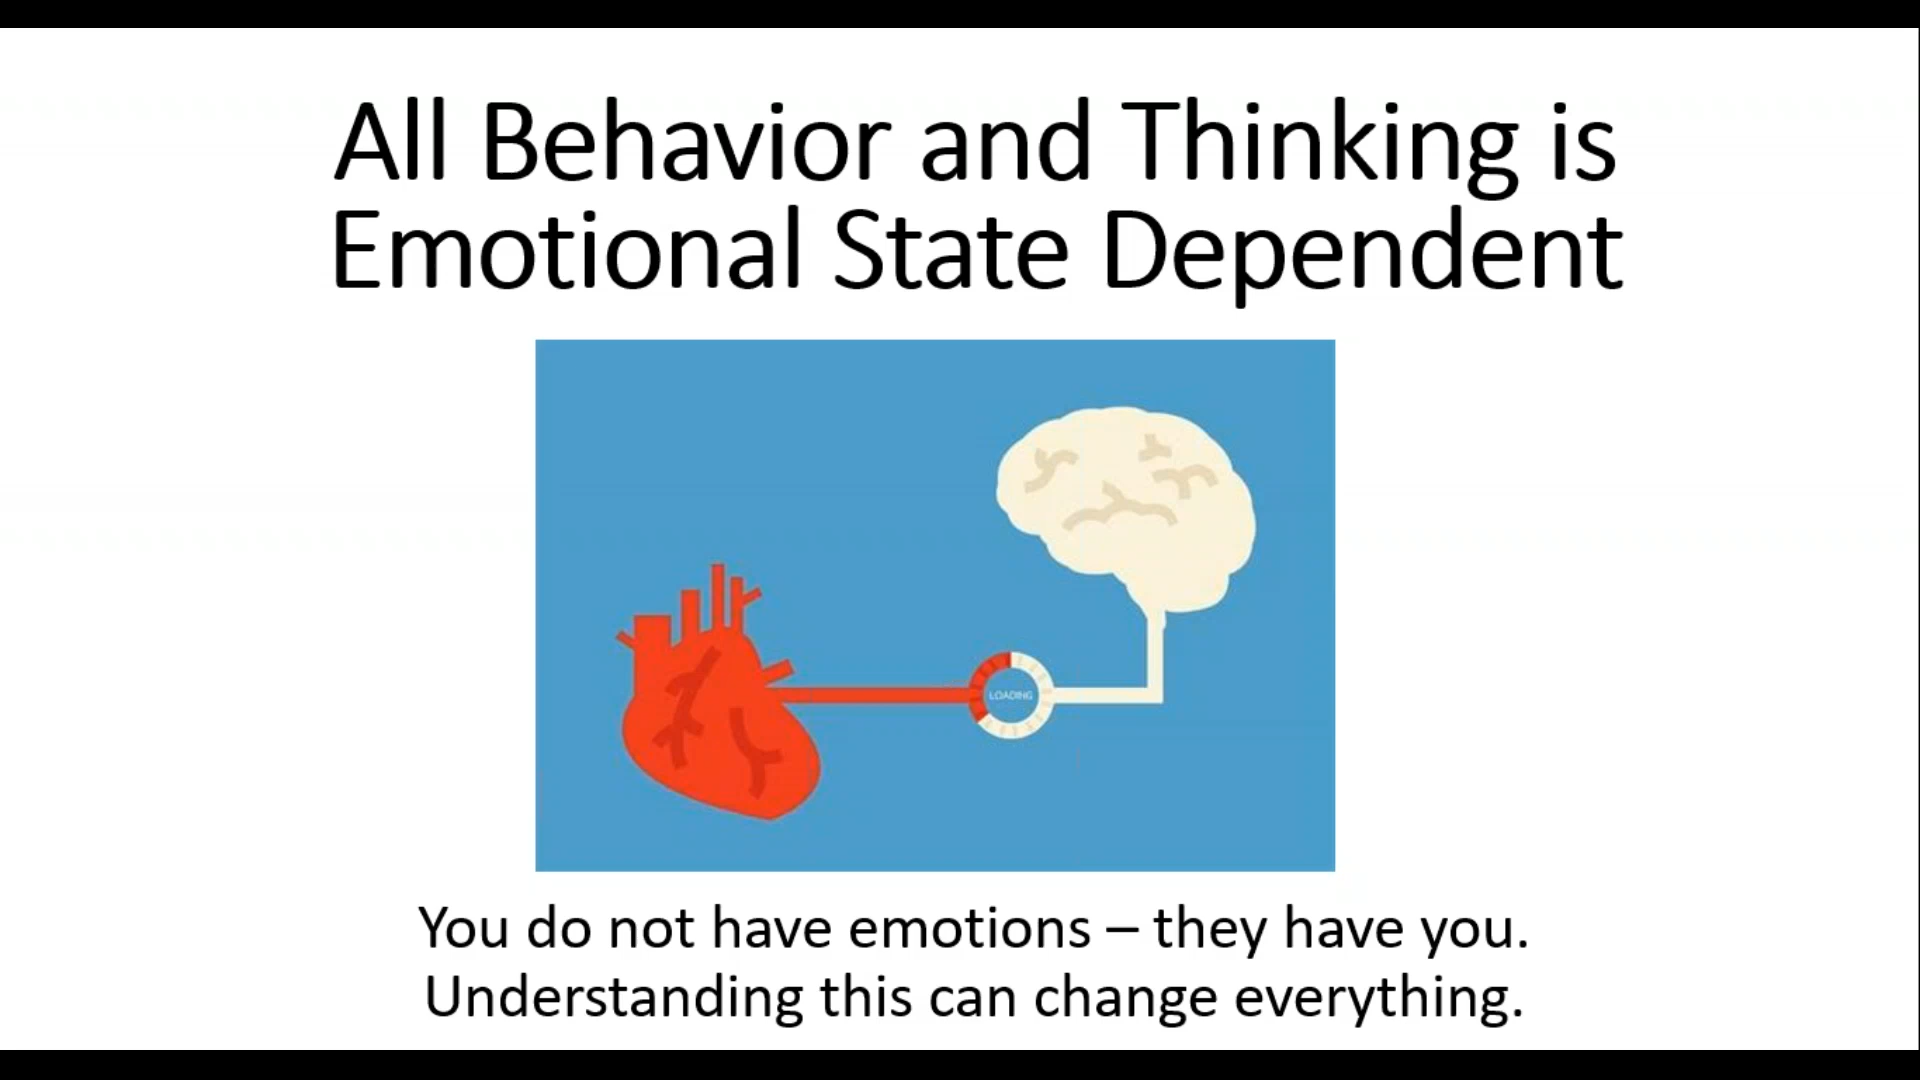 All Behavior and Thinking is
Emotional State Dependent
LOADING
You do not have emotions – they have you.
Understanding this can change everything.